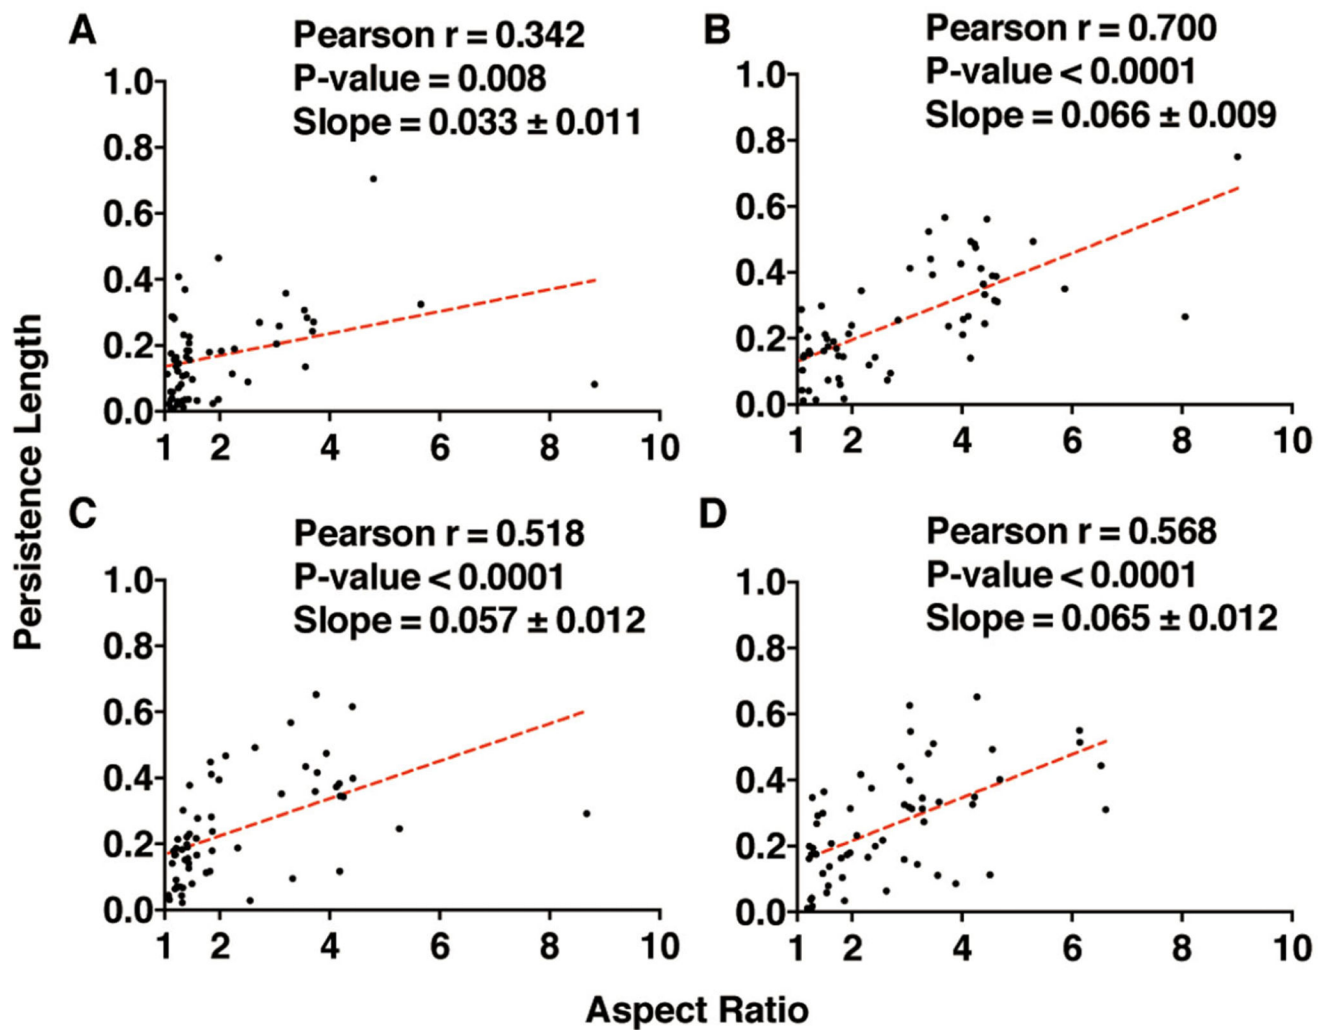 A
Pearson r = 0.342
P-value = 0.008
Slope = 0.033 ± 0.011
1.0
0.8
0.6
0.4
0.2
0.0
1 2 4 6 8 10
B
Pearson r = 0.700
P-value < 0.0001
Slope = 0.066 ± 0.009
1.0
0.8
0.6
0.4
0.2
0.0
1 2 4 6 8 10
Persistence Length
C
Pearson r = 0.518
P-value < 0.0001
Slope = 0.057 ± 0.012
1.0
0.8
0.6
0.4
0.2
0.0
1 2 4 6 8 10
D
Pearson r = 0.568
P-value < 0.0001
Slope = 0.065 ± 0.012
1.0
0.8
0.6
0.4
0.2
0.0
1 2 4 6 8 10
Aspect Ratio